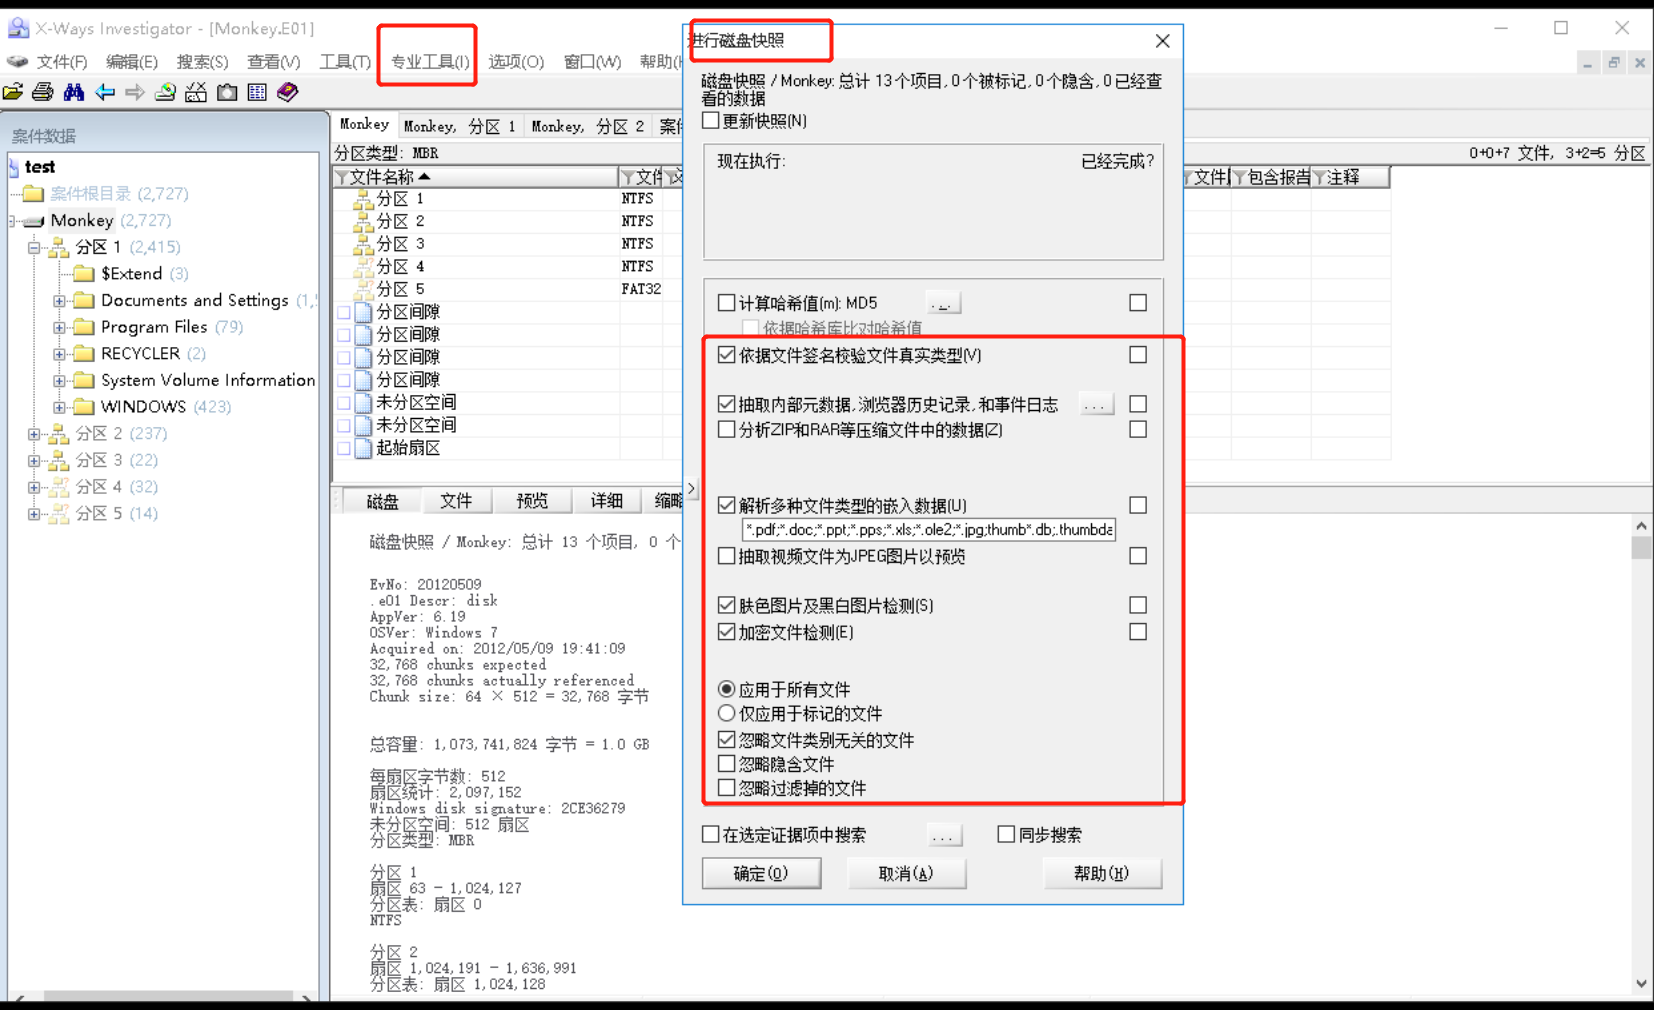 X-Ways Investigator - [Monkey.E01]
文件(F) 编辑(E) 搜索(S) 查看(V) 工具(T) 专业工具(I) 选项(O) 窗口(W) 帮助(
案件数据
test
案件根目录 (2,727)
Monkey (2,727)
分区 1 (2,415)
$Extend (3)
Documents and Settings (1,
Program Files (79)
RECYCLER (2)
System Volume Information
WINDOWS (423)
分区 2 (237)
分区 3 (22)
分区 4 (32)
分区 5 (14)
Monkey Monkey, 分区 1 Monkey, 分区 2
分区类型: MBR
0+0+7 文件, 3+2=5 分区
文件名称 包含报告 注释
分区 1 NTFS
分区 2 NTFS
分区 3 NTFS
分区 4 NTFS
分区 5 FAT32
分区间隙
分区间隙
分区间隙
分区间隙
未分区空间
未分区空间
起始扇区
磁盘 文件 预览 详细 缩略
磁盘快照 / Monkey: 总计 13 个项目, 0 个
EvNo: 20120509
.e01 Descr: disk
AppVer: 6.19
OSVer: Windows 7
Acquired on: 2012/05/09 19:41:09
32,768 chunks expected
32,768 chunks actually referenced
Chunk size: 64 × 512 = 32,768 字节
总容量: 1,073,741,824 字节 = 1.0 GB
每扇区字节数: 512
扇区统计: 2,097,152
Windows disk signature: 2CE36279
未分区空间: 512 扇区
分区类型: MBR
分区 1
扇区 63 - 1,024,127
分区表: 扇区 0
NTFS
分区 2
扇区 1,024,191 - 1,636,991
分区表: 扇区 1,024,128
进行磁盘快照
磁盘快照 / Monkey: 总计 13个项目, 0个被标记, 0个隐含, 0已经查
看的数据
更新快照(N)
现在执行: 已经完成?
计算哈希值(m): MD5 ...
依据哈希库比对哈希值
依据文件签名校验文件真实类型(V)
抽取内部元数据,浏览器历史记录,和事件日志 ...
分析ZIP和RAR等压缩文件中的数据(Z)
解析多种文件类型的嵌入数据(U)
*.pdf;*.doc;*.ppt;*.pps;*.xls;*.ole2;*.jpg;thumb*.db;.thumbda
抽取视频文件为JPEG图片以预览
肤色图片及黑白图片检测(S)
加密文件检测(E)
应用于所有文件
仅应用于标记的文件
忽略文件类别无关的文件
忽略隐含文件
忽略过滤掉的文件
在选定证据项中搜索 ... 同步搜索
确定(O) 取消(A) 帮助(H)